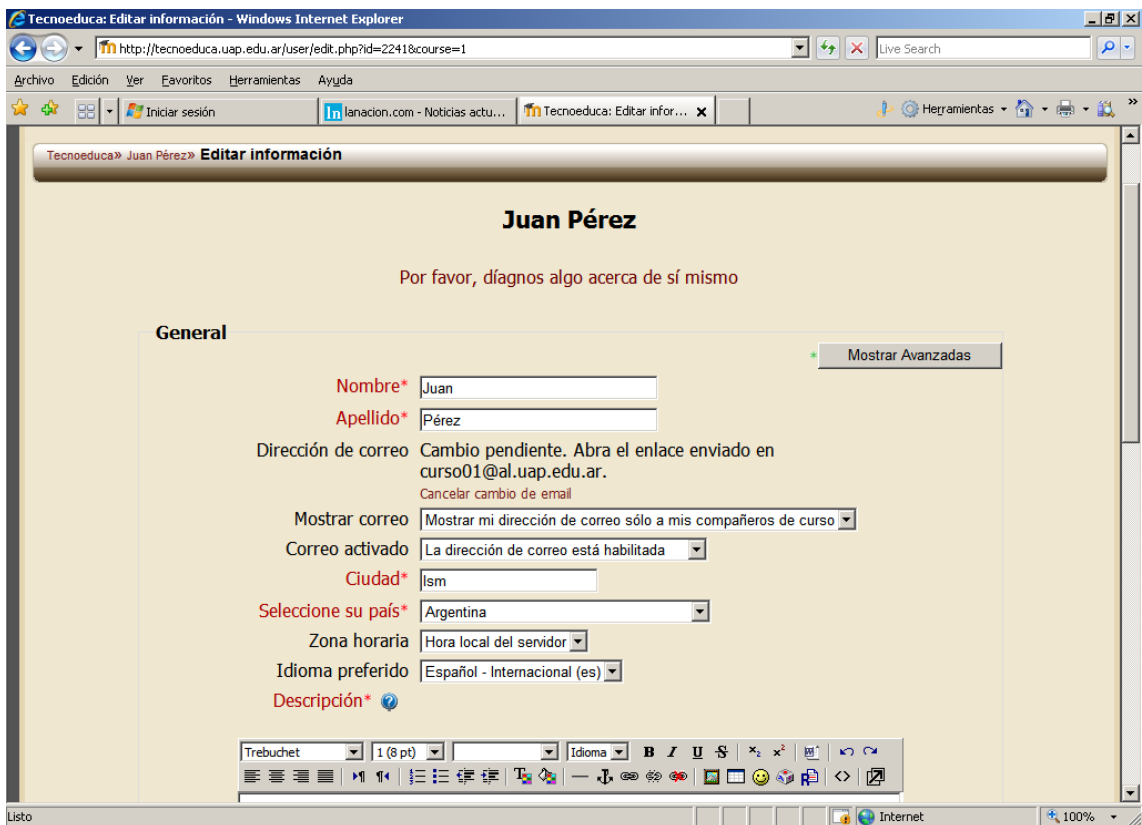 Tecnoeduca: Editar información - Windows Internet Explorer
http://tecnoeduca.uap.edu.ar/user/edit.php?id=2241&course=1
Live Search
Archivo Edición Ver Favoritos Herramientas Ayuda
Iniciar sesión
lanacion.com - Noticias actu...
Tecnoeduca: Editar infor...
Herramientas
Tecnoeduca» Juan Pérez» Editar información
Juan Pérez
Por favor, díagnos algo acerca de sí mismo
General
* Mostrar Avanzadas
Nombre* Juan
Apellido* Pérez
Dirección de correo Cambio pendiente. Abra el enlace enviado en
curso01@al.uap.edu.ar.
Cancelar cambio de email
Mostrar correo Mostrar mi dirección de correo sólo a mis compañeros de curso
Correo activado La dirección de correo está habilitada
Ciudad* lsm
Seleccione su país* Argentina
Zona horaria Hora local del servidor
Idioma preferido Español - Internacional (es)
Descripción*
Trebuchet 1 (8 pt) Idioma B I U S x₂ x²
Listo Internet 100%